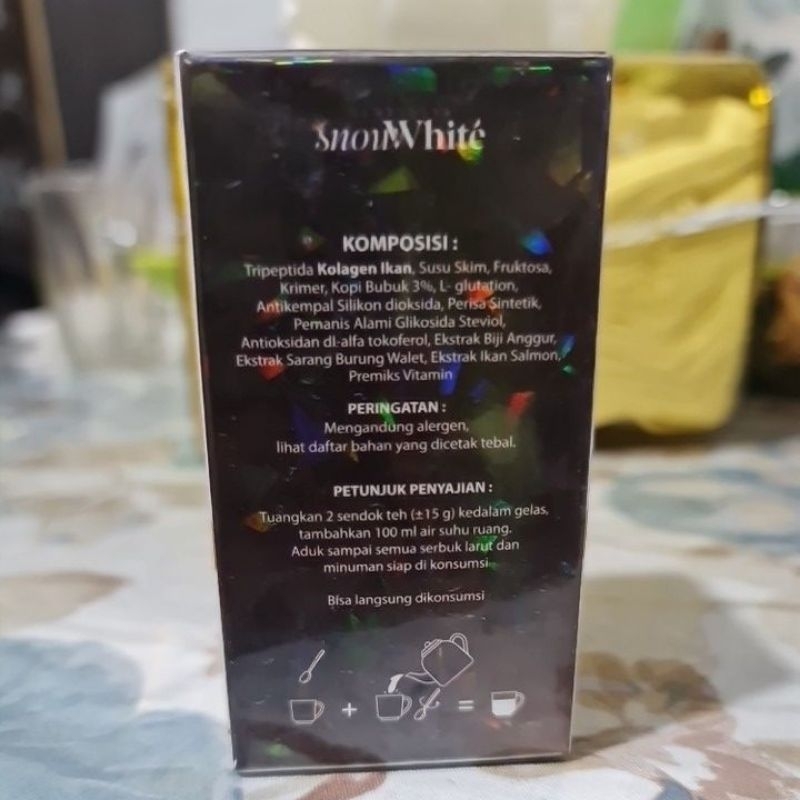 SnowWhité
KOMPOSISI :
Tripeptida Kolagen Ikan, Susu Skim, Fruktosa,
Krimer, Kopi Bubuk 3%, L- glutation,
Antikempal Silikon dioksida, Perisa Sintetik,
Pemanis Alami Glikosida Steviol,
Antioksidan dl-alfa tokoferol, Ekstrak Biji Anggur,
Ekstrak Sarang Burung Walet, Ekstrak Ikan Salmon,
Premiks Vitamin
PERINGATAN :
Mengandung alergen,
lihat daftar bahan yang dicetak tebal.
PETUNJUK PENYAJIAN :
Tuangkan 2 sendok teh (±15 g) kedalam gelas,
tambahkan 100 ml air suhu ruang.
Aduk sampai semua serbuk larut dan
minuman siap di konsumsi
Bisa langsung dikonsumsi
+ =